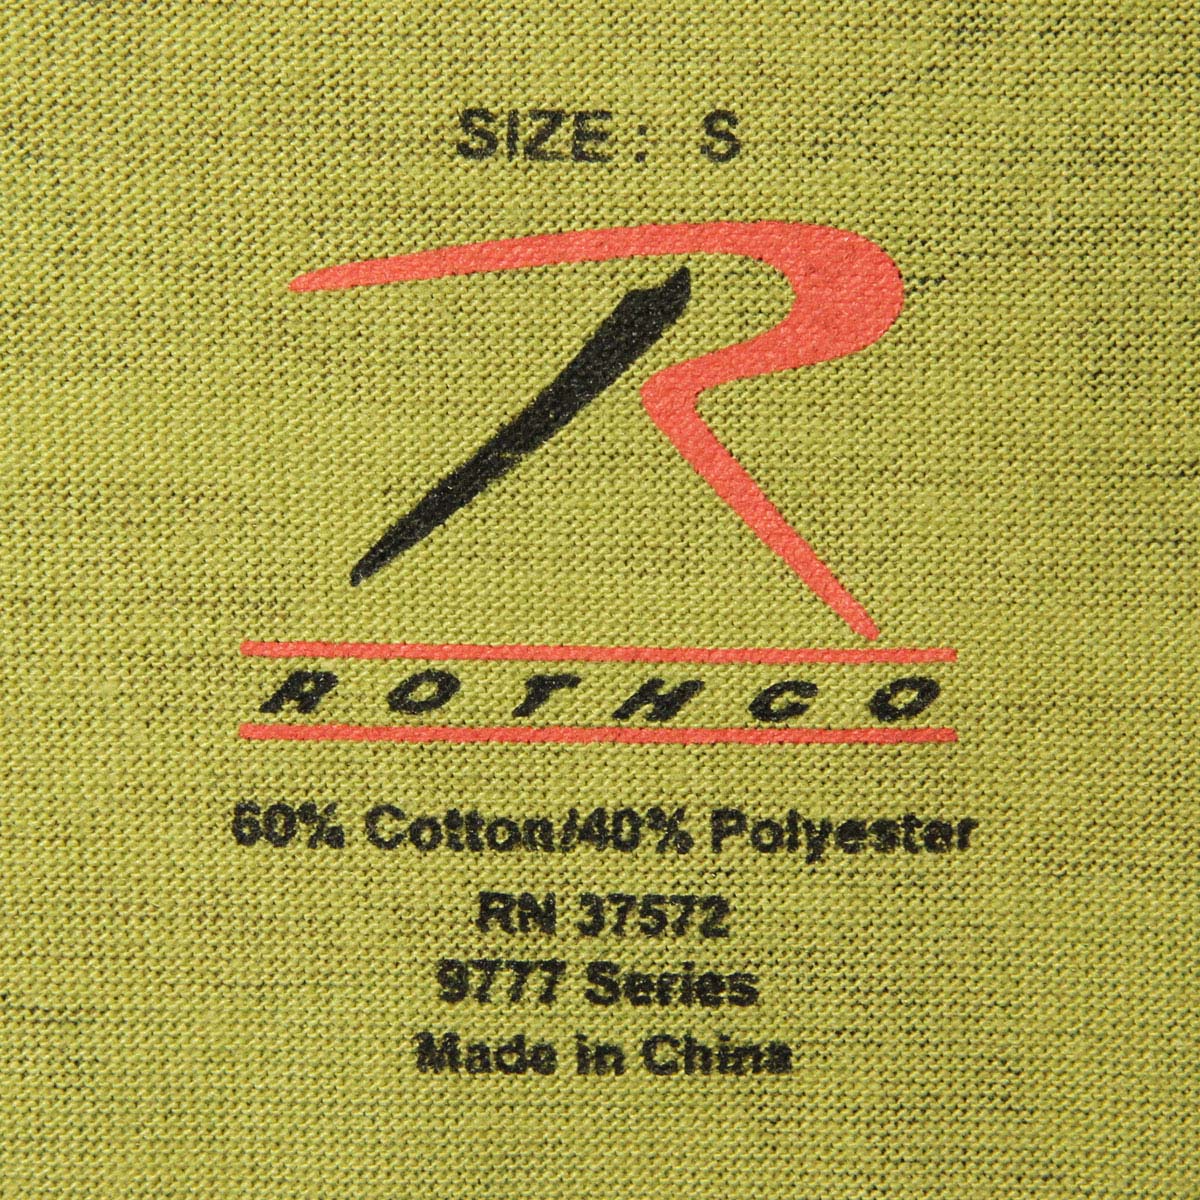 SIZE: S
R
ROTHCO
60% Cotton/40% Polyester
RN 37572
9777 Series
Made in China